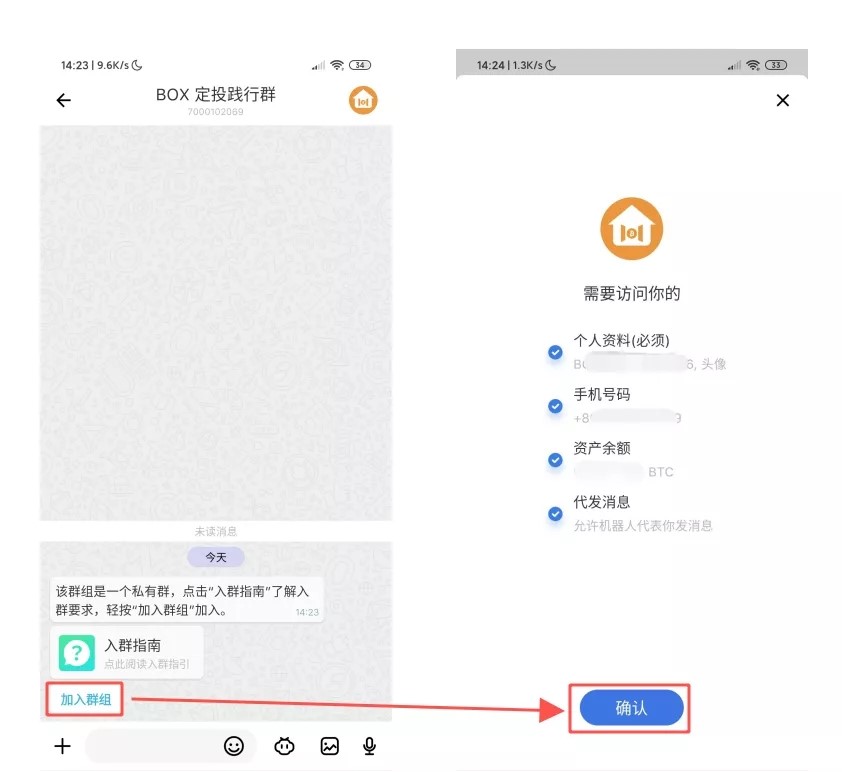 14:23 | 9.6K/s
34
BOX 定投践行群
7000102069
未读消息
今天
该群组是一个私有群，点击“入群指南”了解入
群要求，轻按“加入群组”加入。
14:23
入群指南
点此阅读入群指引
加入群组
14:24 | 1.3K/s
33
需要访问你的
个人资料(必须)
6, 头像
手机号码
+8
9
资产余额
BTC
代发消息
允许机器人代表你发消息
确认